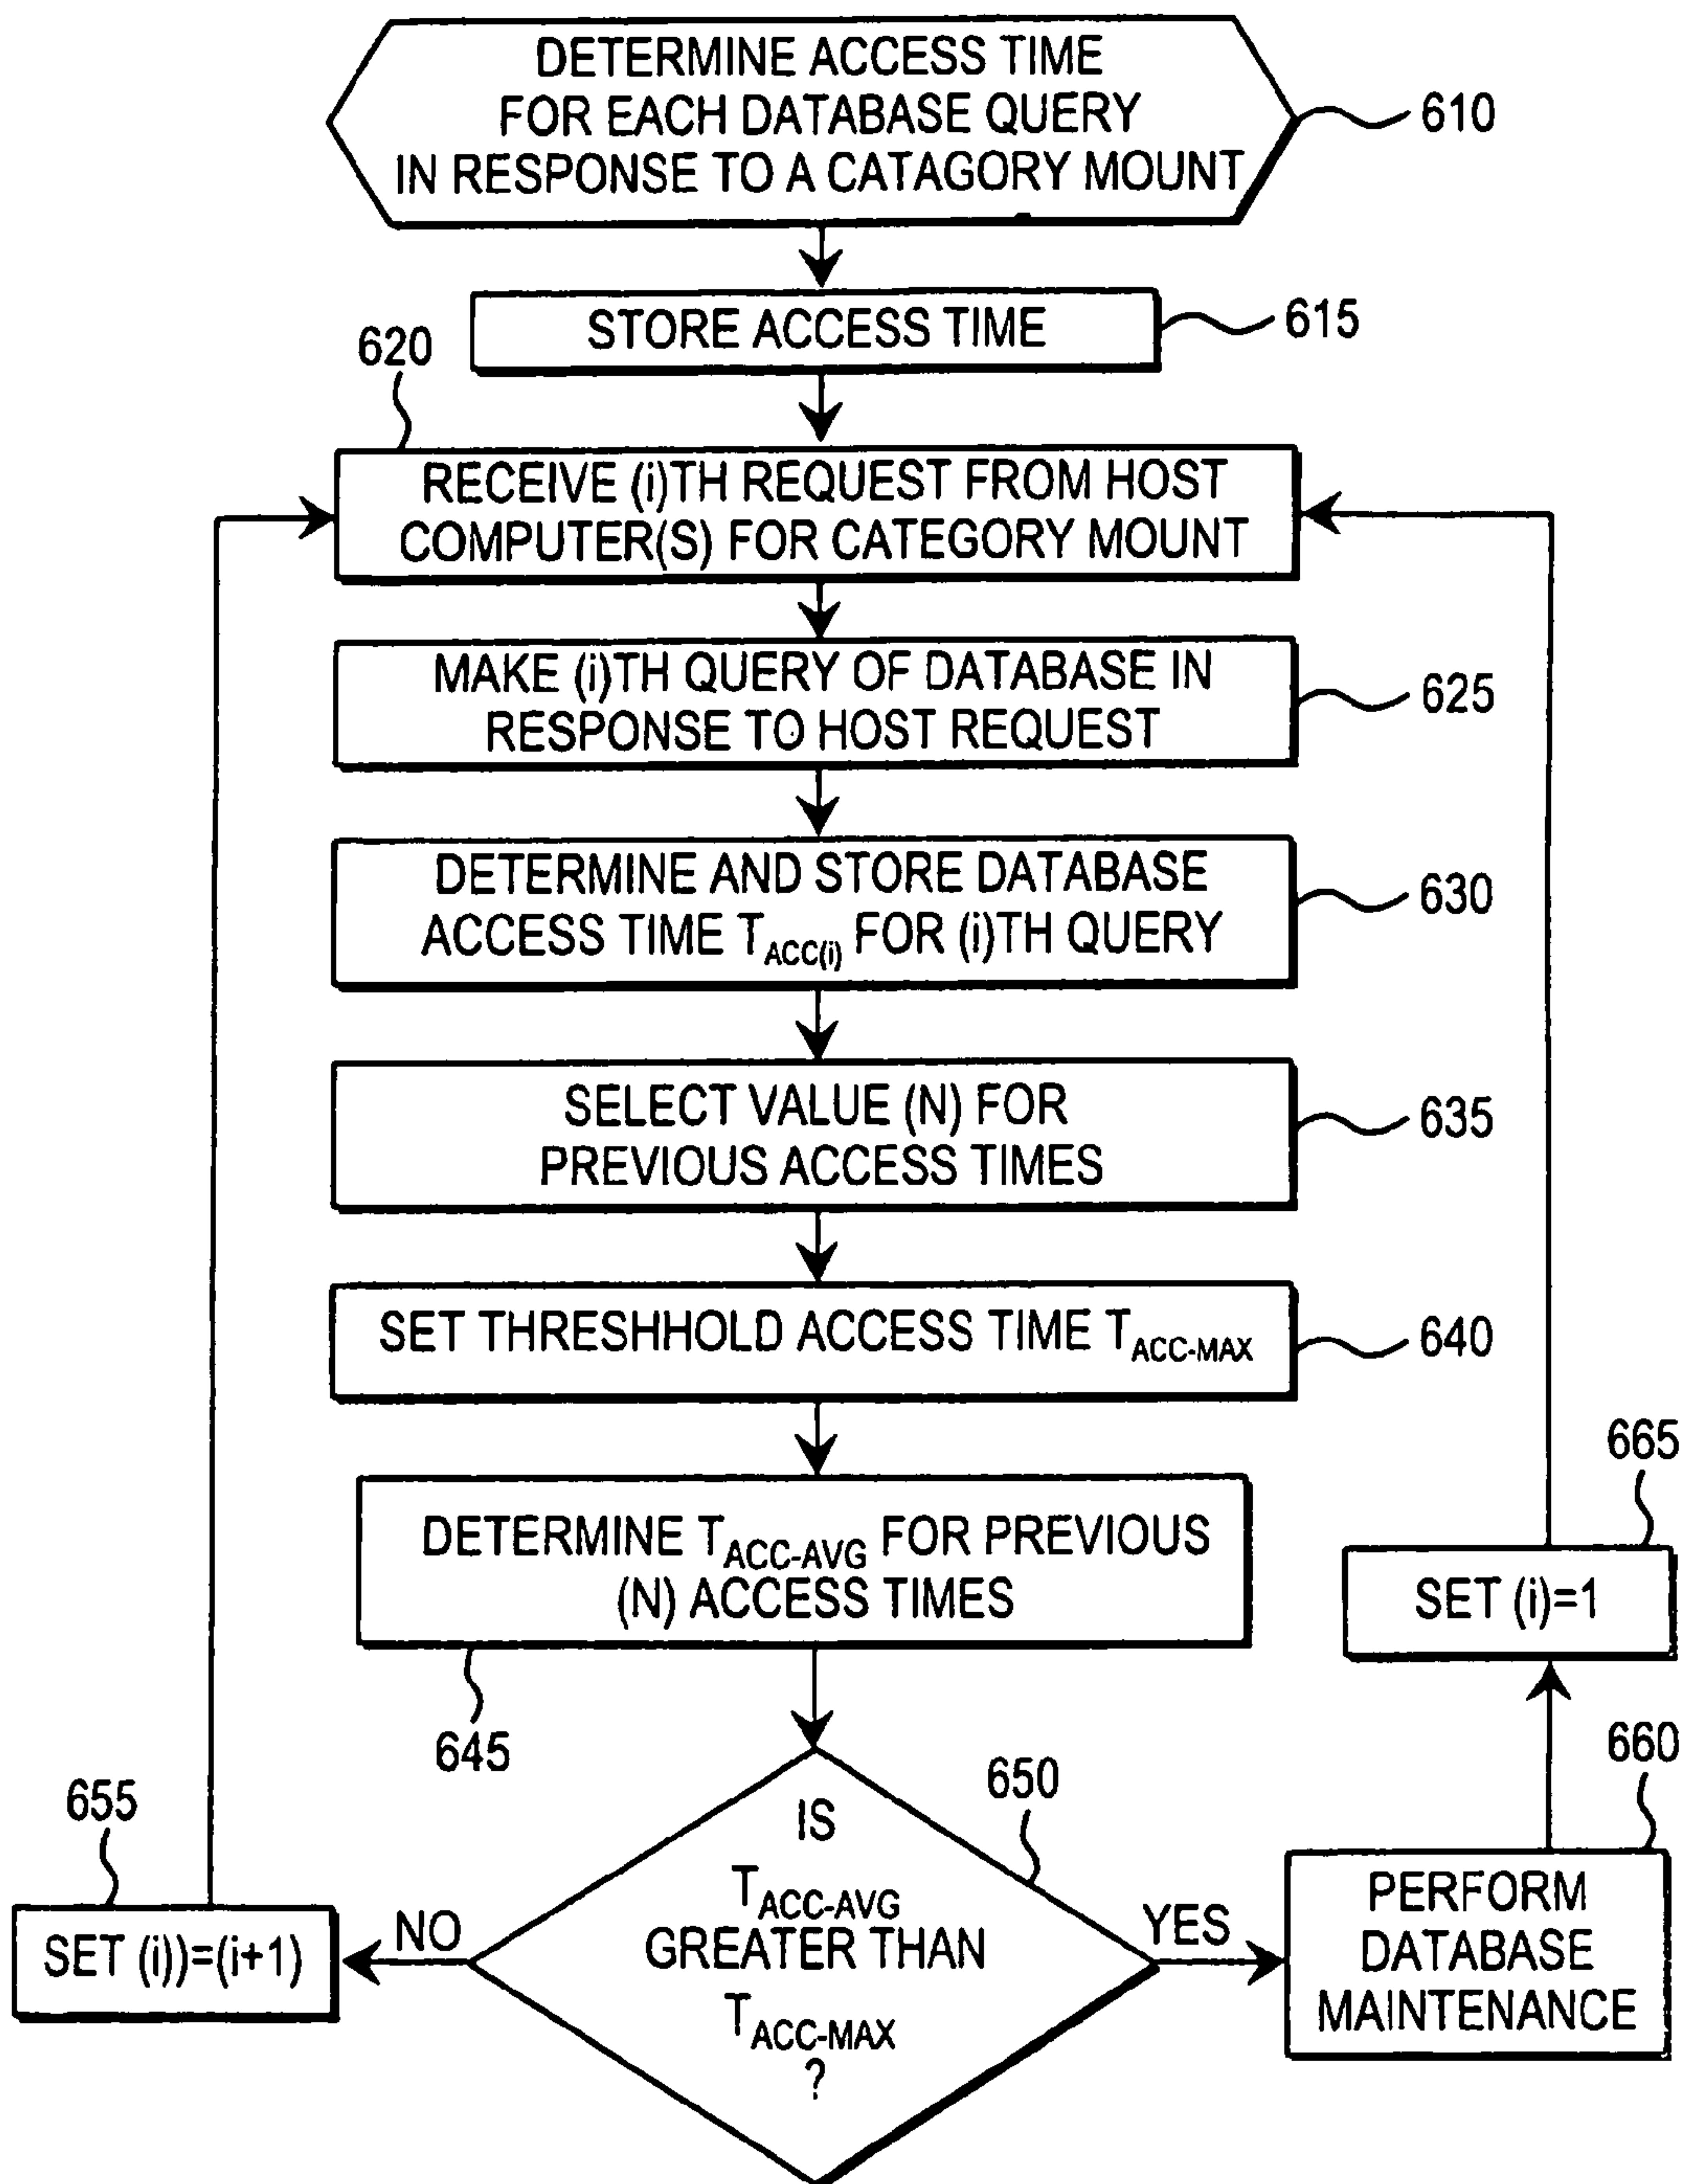 DETERMINE ACCESS TIME
FOR EACH DATABASE QUERY
IN RESPONSE TO A CATAGORY MOUNT
610
STORE ACCESS TIME
615
620
RECEIVE (i)TH REQUEST FROM HOST
COMPUTER(S) FOR CATEGORY MOUNT
MAKE (i)TH QUERY OF DATABASE IN
RESPONSE TO HOST REQUEST
625
DETERMINE AND STORE DATABASE
ACCESS TIME TACC(i) FOR (i)TH QUERY
630
SELECT VALUE (N) FOR
PREVIOUS ACCESS TIMES
635
SET THRESHHOLD ACCESS TIME TACC-MAX
640
DETERMINE TACC-AVG FOR PREVIOUS
(N) ACCESS TIMES
645
665
SET (i)=1
650
IS
TACC-AVG
GREATER THAN
TACC-MAX
?
NO
YES
655
SET (i))=(i+1)
660
PERFORM
DATABASE
MAINTENANCE